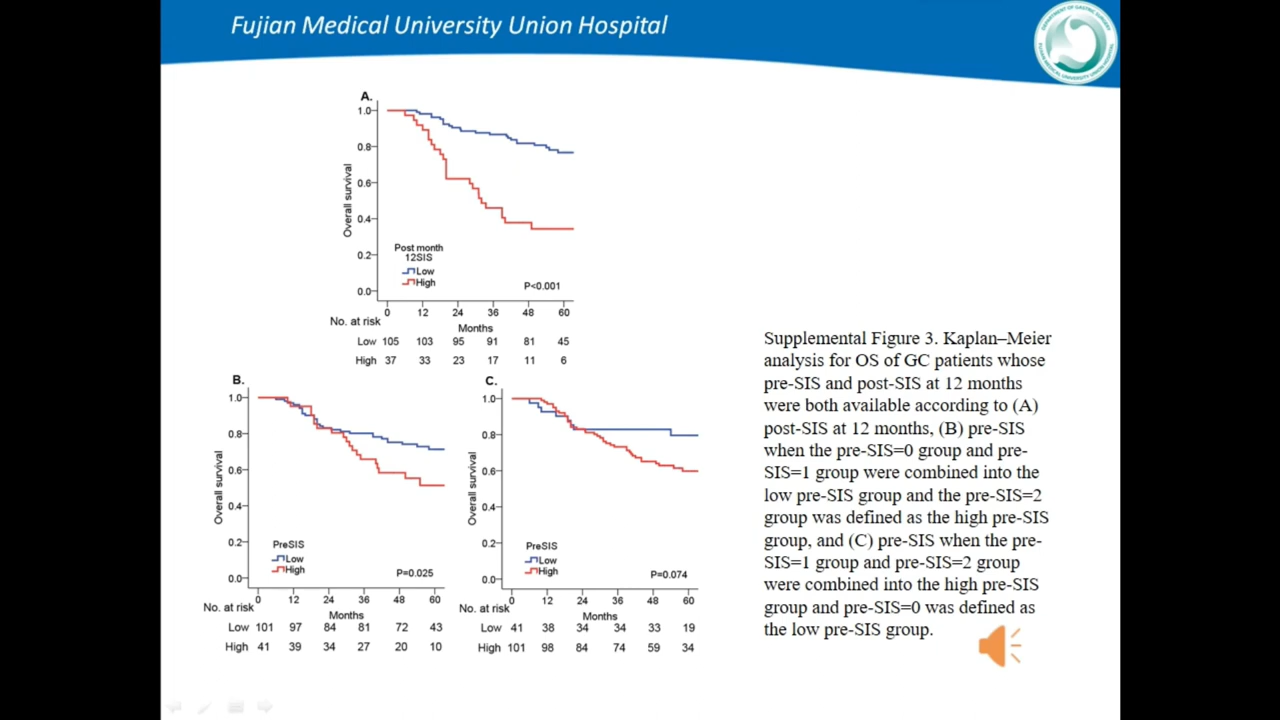 Fujian Medical University Union Hospital
DEPARTMENT OF GASTRIC SURGERY
FUJIAN MEDICAL UNIVERSITY UNION HOSPITAL
A.
1.0
0.8
0.6
0.4
0.2
0.0
Overall survival
Post month
12SIS
Low
High
P<0.001
0 12 24 36 48 60
No. at risk
Months
Low 105 103 95 91 81 45
High 37 33 23 17 11 6
B.
1.0
0.8
0.6
0.4
0.2
0.0
Overall survival
PreSIS
Low
High
P=0.025
0 12 24 36 48 60
No. at risk
Months
Low 101 97 84 81 72 43
High 41 39 34 27 20 10
C.
1.0
0.8
0.6
0.4
0.2
0.0
Overall survival
PreSIS
Low
High
P=0.074
0 12 24 36 48 60
No. at risk
Months
Low 41 38 34 34 33 19
High 101 98 84 74 59 34
Supplemental Figure 3. Kaplan–Meier
analysis for OS of GC patients whose
pre-SIS and post-SIS at 12 months
were both available according to (A)
post-SIS at 12 months, (B) pre-SIS
when the pre-SIS=0 group and pre-
SIS=1 group were combined into the
low pre-SIS group and the pre-SIS=2
group was defined as the high pre-SIS
group, and (C) pre-SIS when the pre-
SIS=1 group and pre-SIS=2 group
were combined into the high pre-SIS
group and pre-SIS=0 was defined as
the low pre-SIS group.